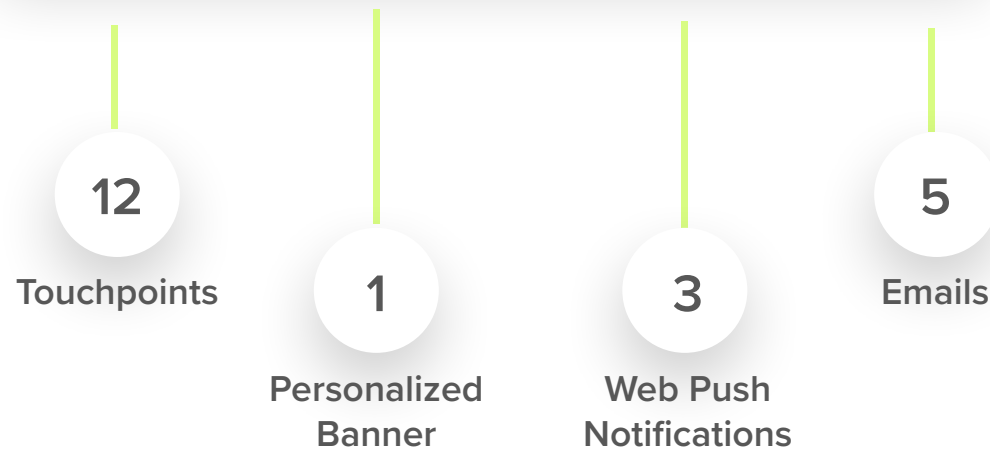 12
Touchpoints
1
Personalized
Banner
3
Web Push
Notifications
5
Emails